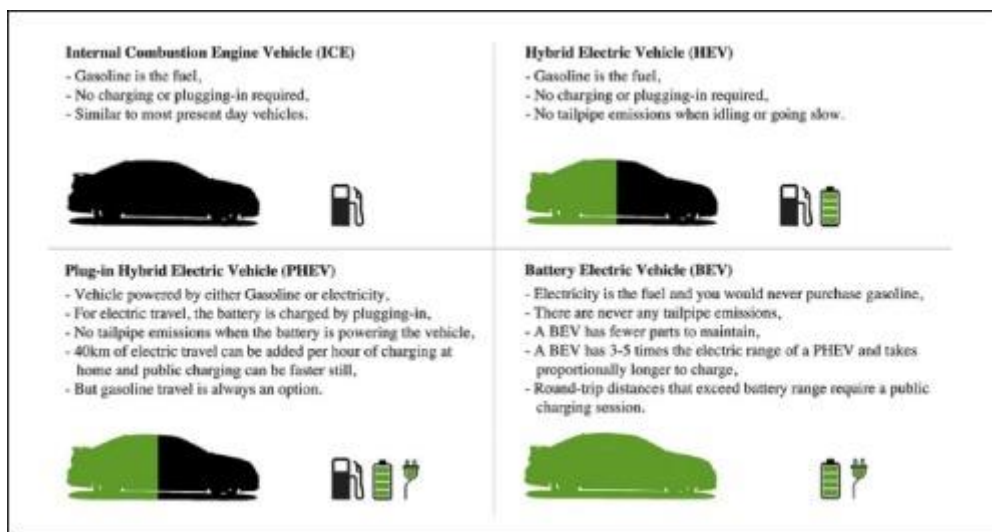 Internal Combustion Engine Vehicle (ICE)
- Gasoline is the fuel,
- No charging or plugging-in required,
- Similar to most present day vehicles.
Hybrid Electric Vehicle (HEV)
- Gasoline is the fuel,
- No charging or plugging-in required,
- No tailpipe emissions when idling or going slow.
Plug-in Hybrid Electric Vehicle (PHEV)
- Vehicle powered by either Gasoline or electricity,
- For electric travel, the battery is charged by plugging-in,
- No tailpipe emissions when the battery is powering the vehicle,
- 40km of electric travel can be added per hour of charging at
home and public charging can be faster still,
- But gasoline travel is always an option.
Battery Electric Vehicle (BEV)
- Electricity is the fuel and you would never purchase gasoline,
- There are never any tailpipe emissions,
- A BEV has fewer parts to maintain,
- A BEV has 3-5 times the electric range of a PHEV and takes
proportionally longer to charge,
- Round-trip distances that exceed battery range require a public
charging session.